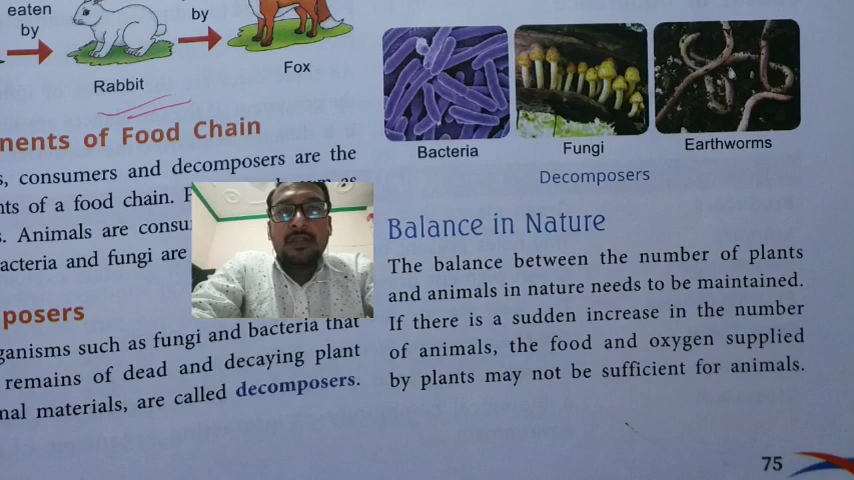 eaten
by
by
Rabbit
Fox
nents of Food Chain
s, consumers and decomposers are the
nts of a food chain.
s. Animals are consu
acteria and fungi are
posers
ganisms such as fungi and bacteria that
remains of dead and decaying plant
nal materials, are called decomposers.
Bacteria
Fungi
Earthworms
Decomposers
Balance in Nature
The balance between the number of plants
and animals in nature needs to be maintained.
If there is a sudden increase in the number
of animals, the food and oxygen supplied
by plants may not be sufficient for animals.
75